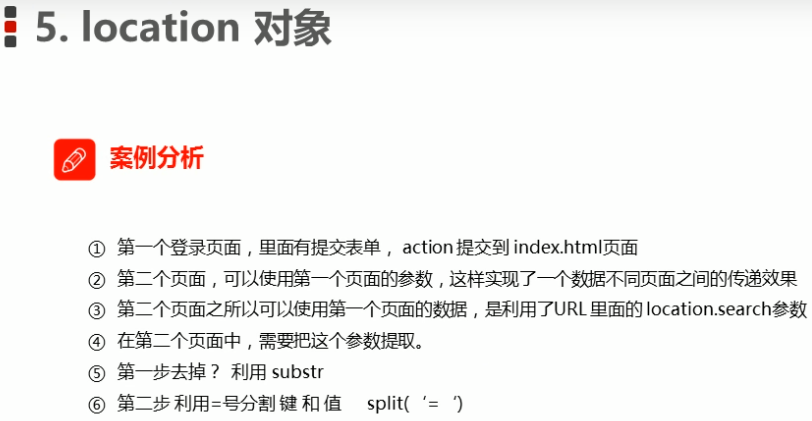 5. location 对象
案例分析
① 第一个登录页面，里面有提交表单， action 提交到 index.html页面
② 第二个页面，可以使用第一个页面的参数，这样实现了一个数据不同页面之间的传递效果
③ 第二个页面之所以可以使用第一个页面的数据，是利用了URL 里面的 location.search参数
④ 在第二个页面中，需要把这个参数提取。
⑤ 第一步去掉？ 利用 substr
⑥ 第二步 利用=号分割 键 和 值 split(‘=‘)